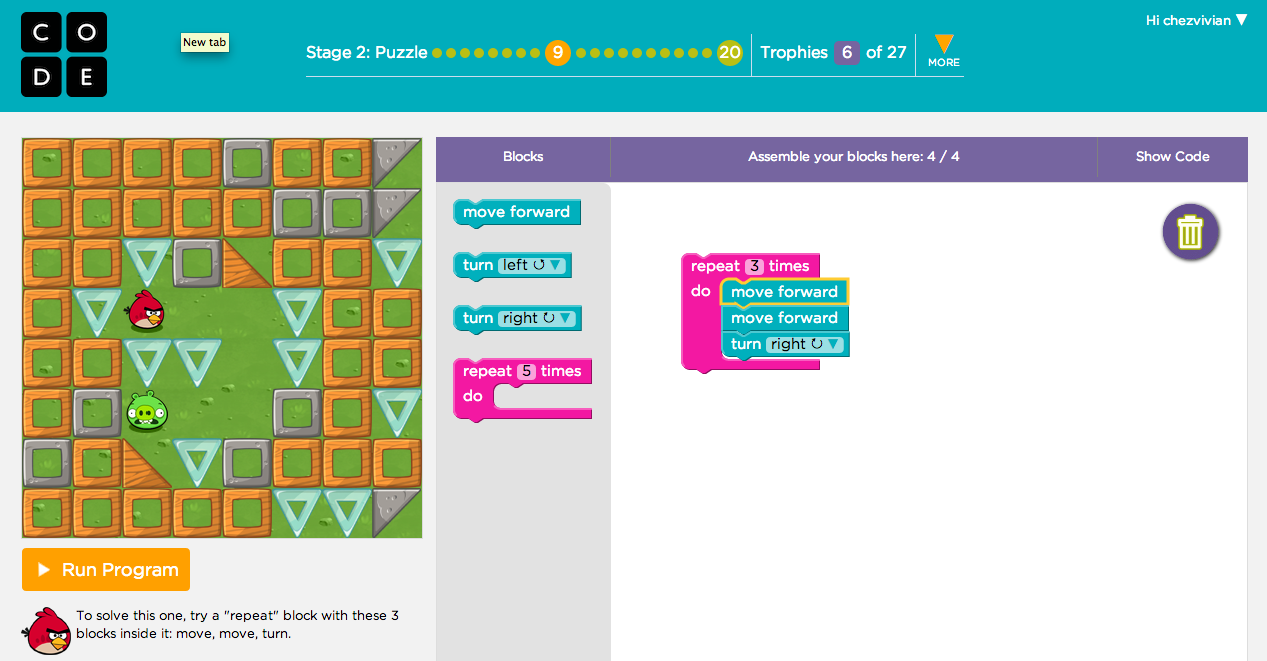 C O
D E
New tab
Stage 2: Puzzle 9 20 Trophies 6 of 27
MORE
Hi chezvivian ▼
Blocks
Assemble your blocks here: 4 / 4
Show Code
move forward
turn left ↺ ▼
turn right ↻ ▼
repeat 5 times
do
repeat 3 times
do move forward
move forward
turn right ↻ ▼
Run Program
To solve this one, try a "repeat" block with these 3
blocks inside it: move, move, turn.